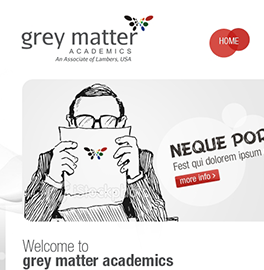 grey matter
ACADEMICS
An Associate of Lambers, USA
HOME
NEQUE POR
Fest qui dolorem ipsum
more info >
Welcome to
grey matter academics